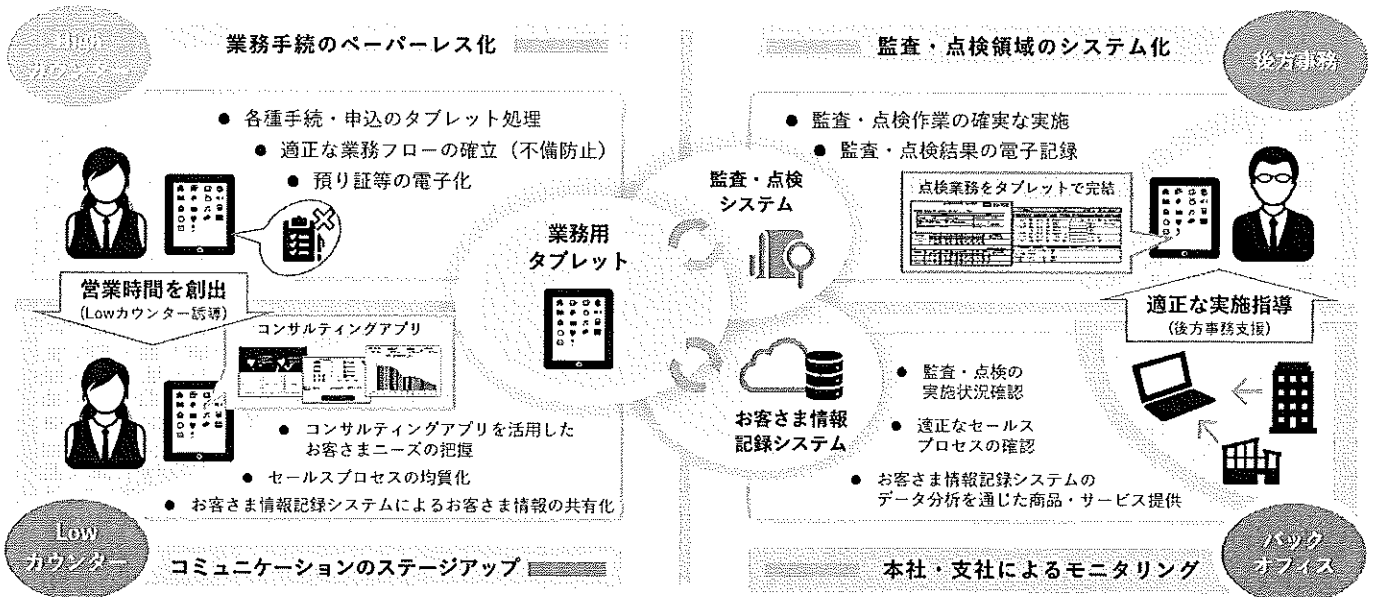 High
カウンター
業務手続のペーパーレス化
● 各種手続・申込のタブレット処理
● 適正な業務フローの確立（不備防止）
● 預り証等の電子化
営業時間を創出
(Lowカウンター誘導)
コンサルティングアプリ
● コンサルティングアプリを活用した
お客さまニーズの把握
● セールスプロセスの均質化
● お客さま情報記録システムによるお客さま情報の共有化
Low
カウンター
コミュニケーションのステージアップ
業務用
タブレット
監査・点検
システム
お客さま情報
記録システム
監査・点検領域のシステム化
後方事務
● 監査・点検作業の確実な実施
● 監査・点検結果の電子記録
点検業務をタブレットで完結
適正な実施指導
(後方事務支援)
● 監査・点検の
実施状況確認
● 適正なセールス
プロセスの確認
● お客さま情報記録システムの
データ分析を通じた商品・サービス提供
本社・支社によるモニタリング
バック
オフィス